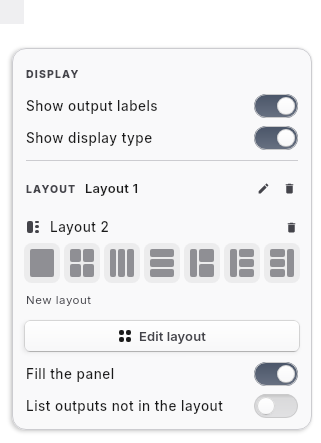 DISPLAY
Show output labels
Show display type
LAYOUT Layout 1
Layout 2
New layout
Edit layout
Fill the panel
List outputs not in the layout